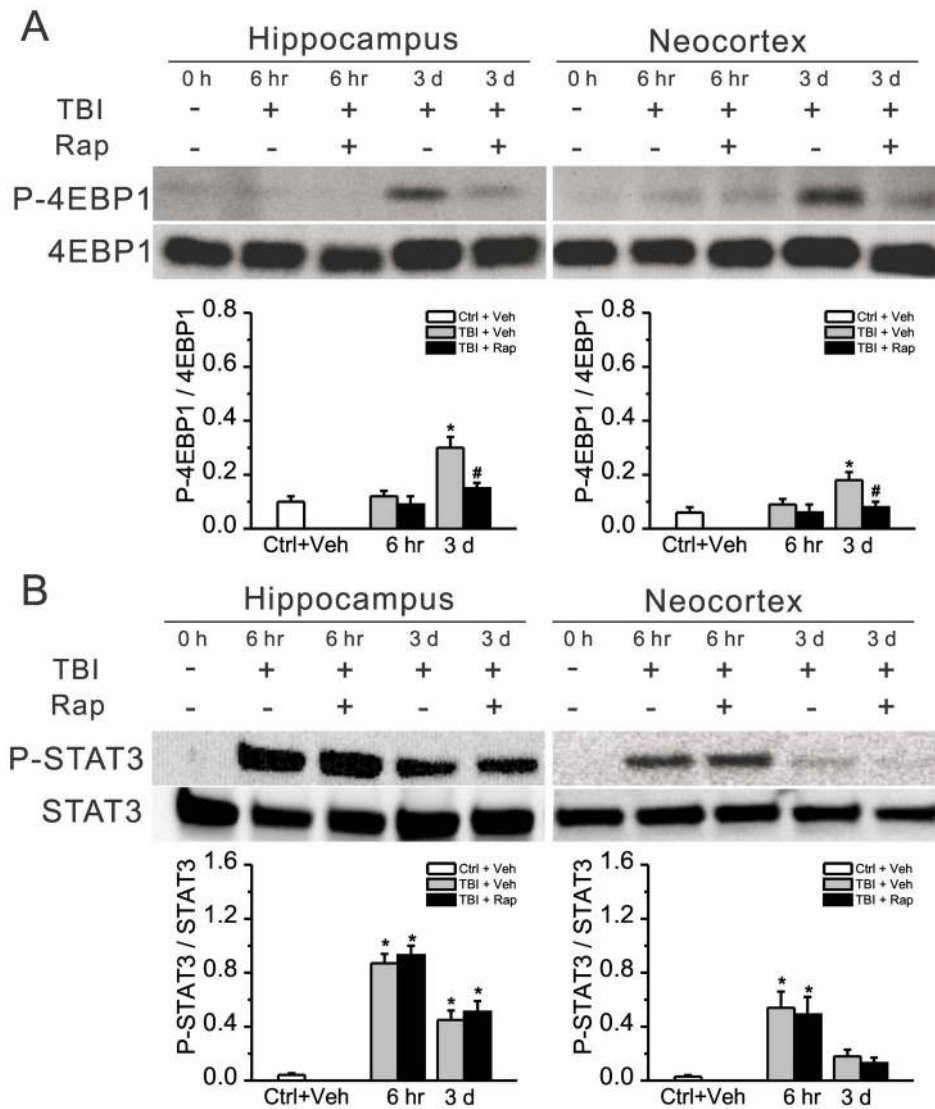 A
Hippocampus
Neocortex
0 h 6 hr 6 hr 3 d 3 d
0 h 6 hr 6 hr 3 d 3 d
TBI - + + + + - + + + +
Rap - - + - + - - + - +
P-4EBP1
4EBP1
P-4EBP1 / 4EBP1
0.8
0.6
0.4
0.2
0.0
Ctrl + Veh
TBI + Veh
TBI + Rap
*
#
Ctrl+Veh 6 hr 3 d
P-4EBP1 / 4EBP1
0.8
0.6
0.4
0.2
0.0
Ctrl + Veh
TBI + Veh
TBI + Rap
*
#
Ctrl+Veh 6 hr 3 d
B
Hippocampus
Neocortex
0 h 6 hr 6 hr 3 d 3 d
0 h 6 hr 6 hr 3 d 3 d
TBI - + + + + - + + + +
Rap - - + - + - - + - +
P-STAT3
STAT3
P-STAT3 / STAT3
1.6
1.2
0.8
0.4
0.0
Ctrl + Veh
TBI + Veh
TBI + Rap
* *
* *
Ctrl+Veh 6 hr 3 d
P-STAT3 / STAT3
1.6
1.2
0.8
0.4
0.0
Ctrl + Veh
TBI + Veh
TBI + Rap
* *
Ctrl+Veh 6 hr 3 d